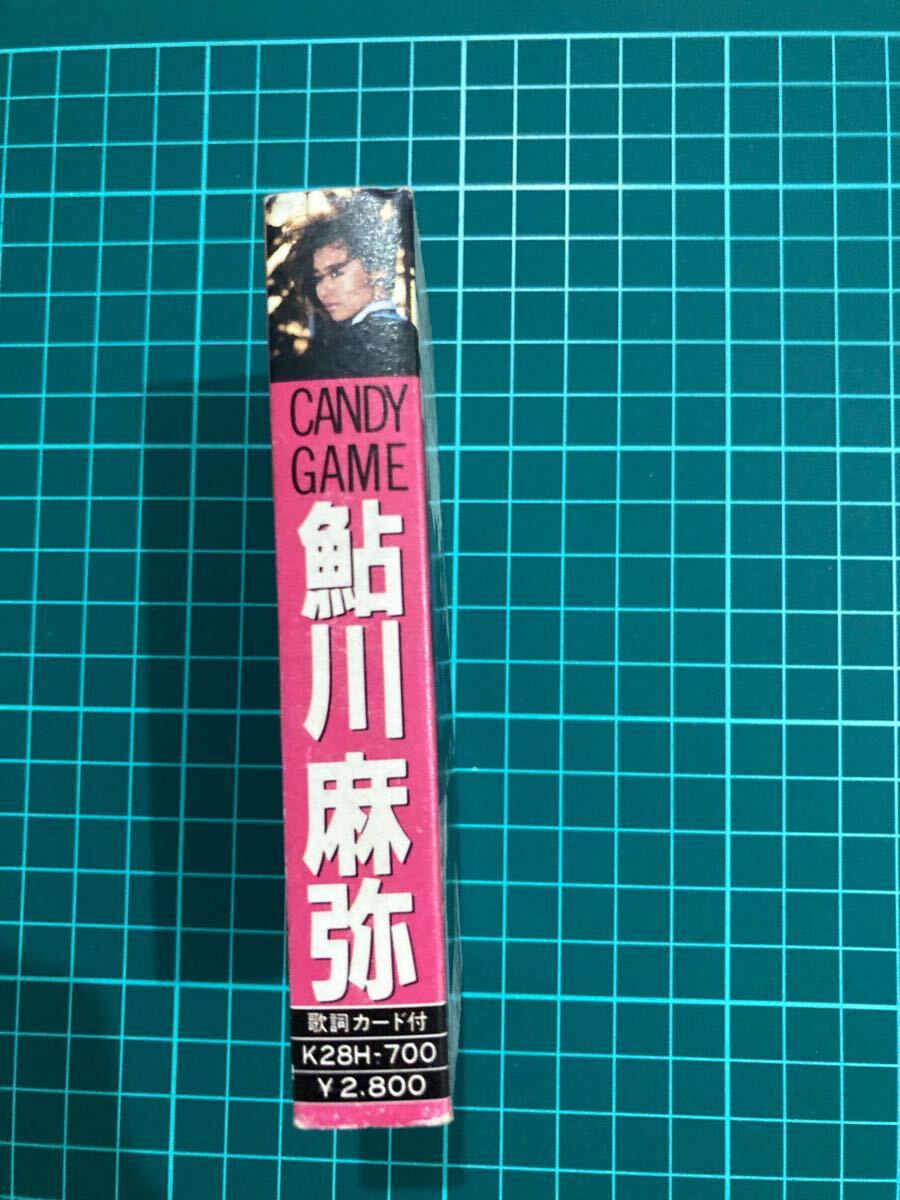 CANDY
GAME
鮎川麻弥
歌詞カード付
K28H-700
¥2.800